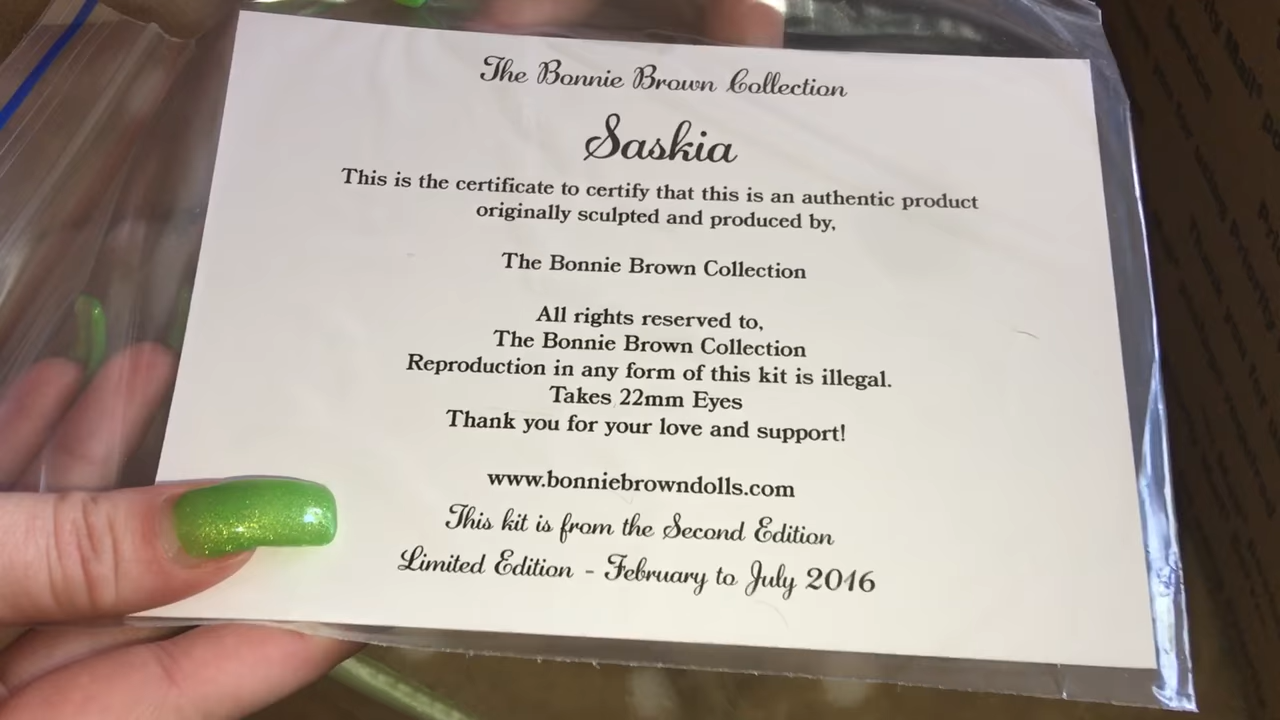 The Bonnie Brown Collection
Saskia
This is the certificate to certify that this is an authentic product
originally sculpted and produced by,
The Bonnie Brown Collection
All rights reserved to,
The Bonnie Brown Collection
Reproduction in any form of this kit is illegal.
Takes 22mm Eyes
Thank you for your love and support!
www.bonniebrowndolls.com
This kit is from the Second Edition
Limited Edition - February to July 2016